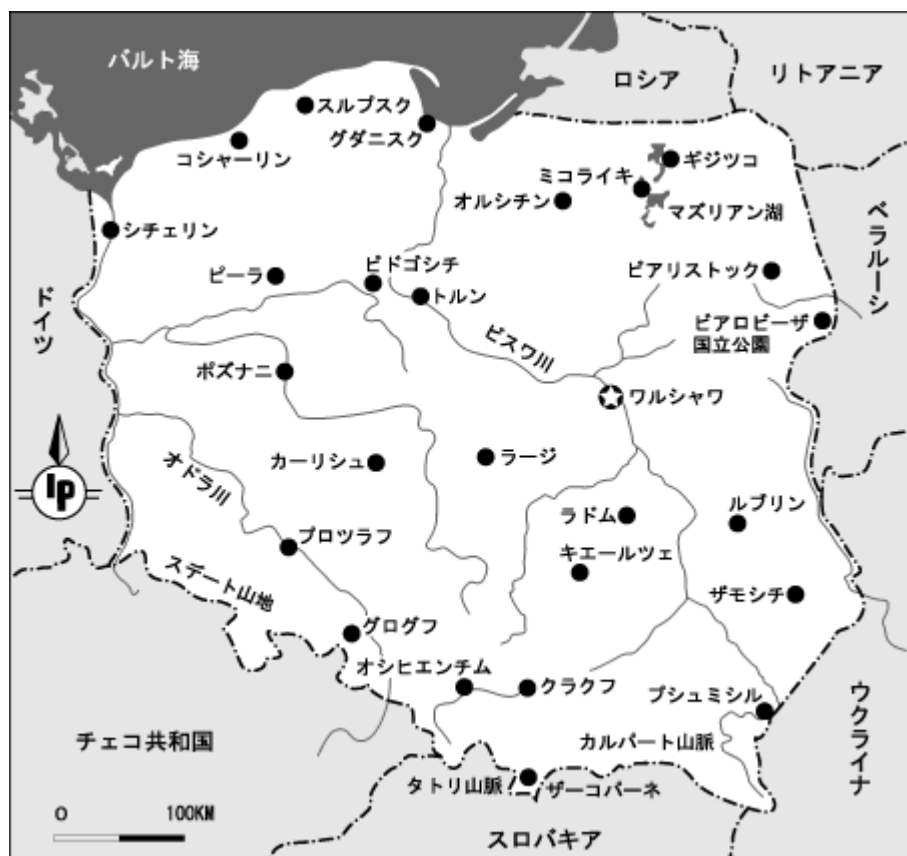 バルト海
ロシア
リトアニア
スルプスク
グダニスク
コシャーリン
ギジツコ
ミコライキ
オルシチン
マズリアン湖
シチェリン
ベラルーシ
ドイツ
ピーラ
ビドゴシチ
トルン
ビアリストック
ビアロビーザ
国立公園
ビスワ川
ポズナニ
ワルシャワ
IP
オドラ川
カーリシュ
ラージ
ラドム
ルブリン
ブロツラフ
キエールツェ
スデート山地
ザモシチ
グログフ
オシヒエンチム
クラクフ
プシュミシル
ウクライナ
チェコ共和国
カルパート山脈
タトリ山脈
ザーコパーネ
0 100KM
スロバキア